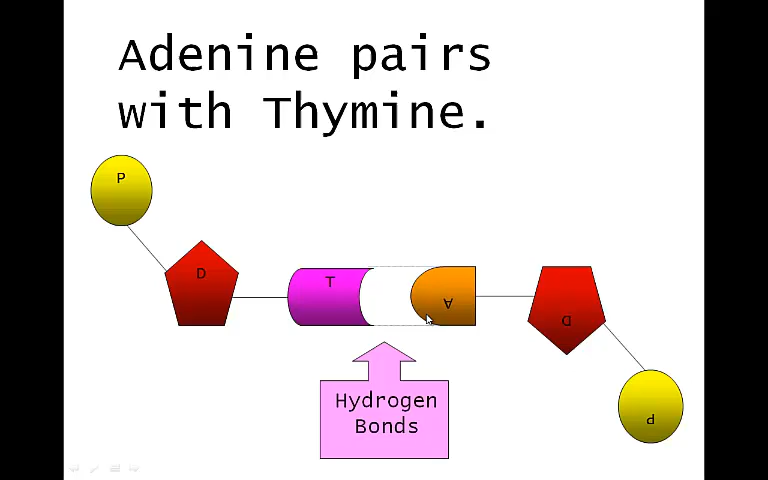 Adenine pairs
with Thymine.
P
D
T
A
D
P
Hydrogen
Bonds